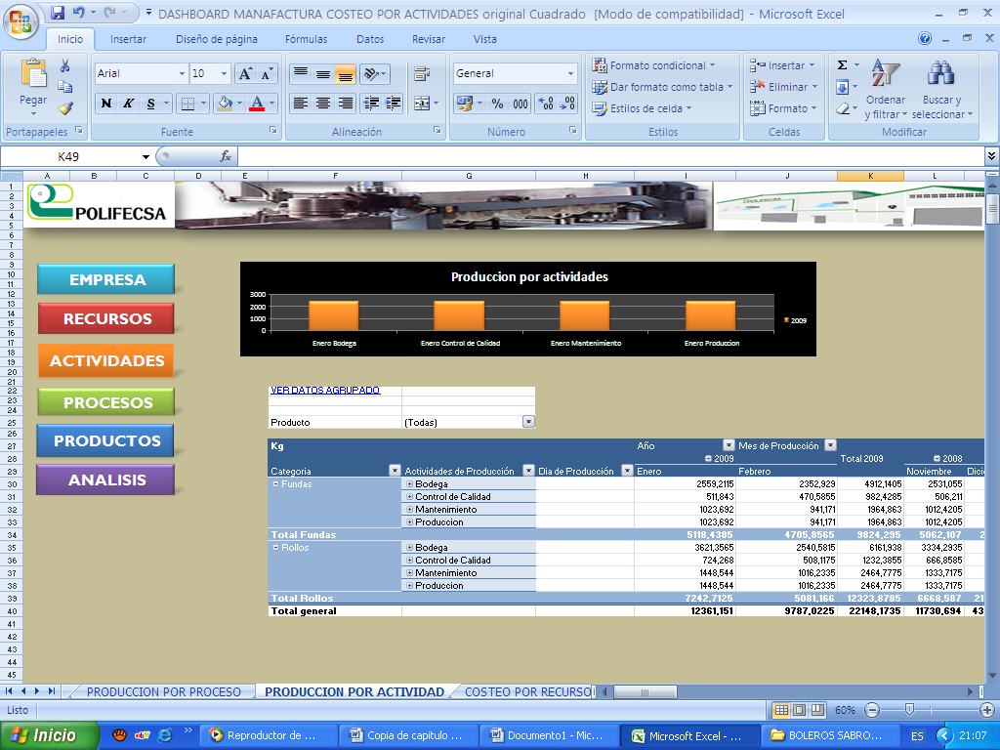 DASHBOARD MANAFACTURA COSTEO POR ACTIVIDADES original Cuadrado [Modo de compatibilidad] - Microsoft Excel
Inicio Insertar Diseño de página Fórmulas Datos Revisar Vista
Pegar
Arial 10
N K S
General
% 000
Formato condicional
Dar formato como tabla
Estilos de celda
Insertar
Eliminar
Formato
Σ
Ordenar y filtrar
Buscar y seleccionar
Portapapeles Fuente Alineación Número Estilos Celdas Modificar
K49 fx
A B C D E F G H I J K L
POLIFECSA
POLIFECSA
EMPRESA
RECURSOS
ACTIVIDADES
PROCESOS
PRODUCTOS
ANALISIS
Produccion por actividades
3000
2000
1000
0
Enero Bodega Enero Control de Calidad Enero Mantenimiento Enero Produccion
2009
VER DATOS AGRUPADO
Producto (Todas)
Kg Año Mes de Producción
2009 Total 2009 2008
Categoria Actividades de Producción Dia de Producción Enero Febrero Noviembre Dici
Fundas Bodega 2559,2115 2352,929 4912,1405 2531,055
Control de Calidad 511,843 470,5855 982,4285 506,211
Mantenimiento 1023,692 941,171 1964,863 1012,4205
Produccion 1023,692 941,171 1964,863 1012,4205
Total Fundas 5118,4385 4705,8565 9824,295 5062,107 2
Rollos Bodega 3621,3565 2540,5815 6161,938 3334,2935
Control de Calidad 724,268 508,1175 1232,3855 666,8585
Mantenimiento 1448,544 1016,2335 2464,7775 1333,7175
Produccion 1448,544 1016,2335 2464,7775 1333,7175
Total Rollos 7242,7125 5081,166 12323,8785 6668,587 21
Total general 12361,151 9787,0225 22148,1735 11730,694 43
PRODUCCION POR PROCESO PRODUCCION POR ACTIVIDAD COSTEO POR RECURSO
Listo 60%
Inicio Reproductor de ... Copia de capitulo ... Documento1 - Mic... Microsoft Excel - ... BOLEROS SABRO... ES 21:07